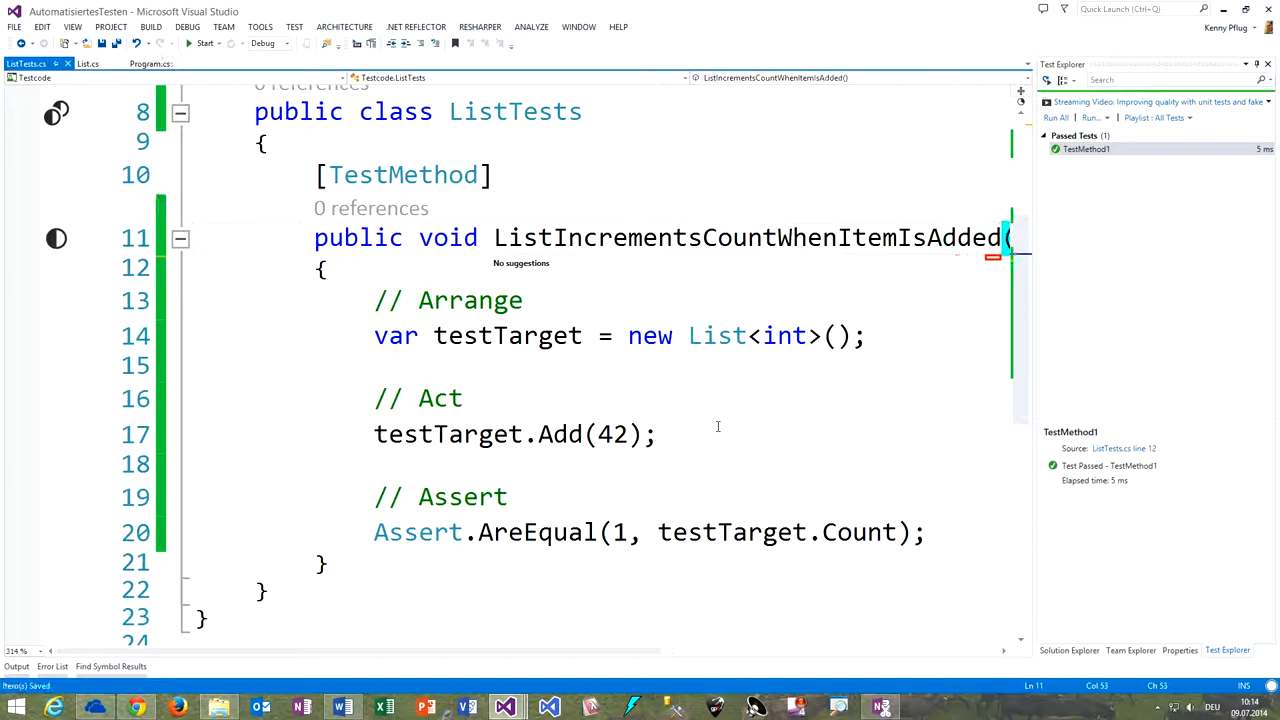 AutomatisiertesTesten - Microsoft Visual Studio
Quick Launch (Ctrl+Q)
FILE EDIT VIEW PROJECT BUILD DEBUG TEAM TOOLS TEST ARCHITECTURE .NET REFLECTOR RESHARPER ANALYZE WINDOW HELP
Kenny Pflug
Start Debug
ListTests.cs List.cs Program.cs
Test Explorer
Testcode Testcode.ListTests ListIncrementsCountWhenItemIsAdded()
Search
Streaming Video: Improving quality with unit tests and fake
Run All Run... Playlist : All Tests
Passed Tests (1)
TestMethod1 5 ms
0 references
8 public class ListTests
9 {
10 [TestMethod]
0 references
11 public void ListIncrementsCountWhenItemIsAdded(
12 {
No suggestions
13 // Arrange
14 var testTarget = new List<int>();
15
16 // Act
17 testTarget.Add(42);
18
19 // Assert
20 Assert.AreEqual(1, testTarget.Count);
21 }
22 }
23 }
24
TestMethod1
Source: ListTests.cs line 12
Test Passed - TestMethod1
Elapsed time: 5 ms
314 %
Solution Explorer Team Explorer Properties Test Explorer
Output Error List Find Symbol Results
Item(s) Saved
Ln 11 Col 53 Ch 53 INS
DEU
10:14
09.07.2014